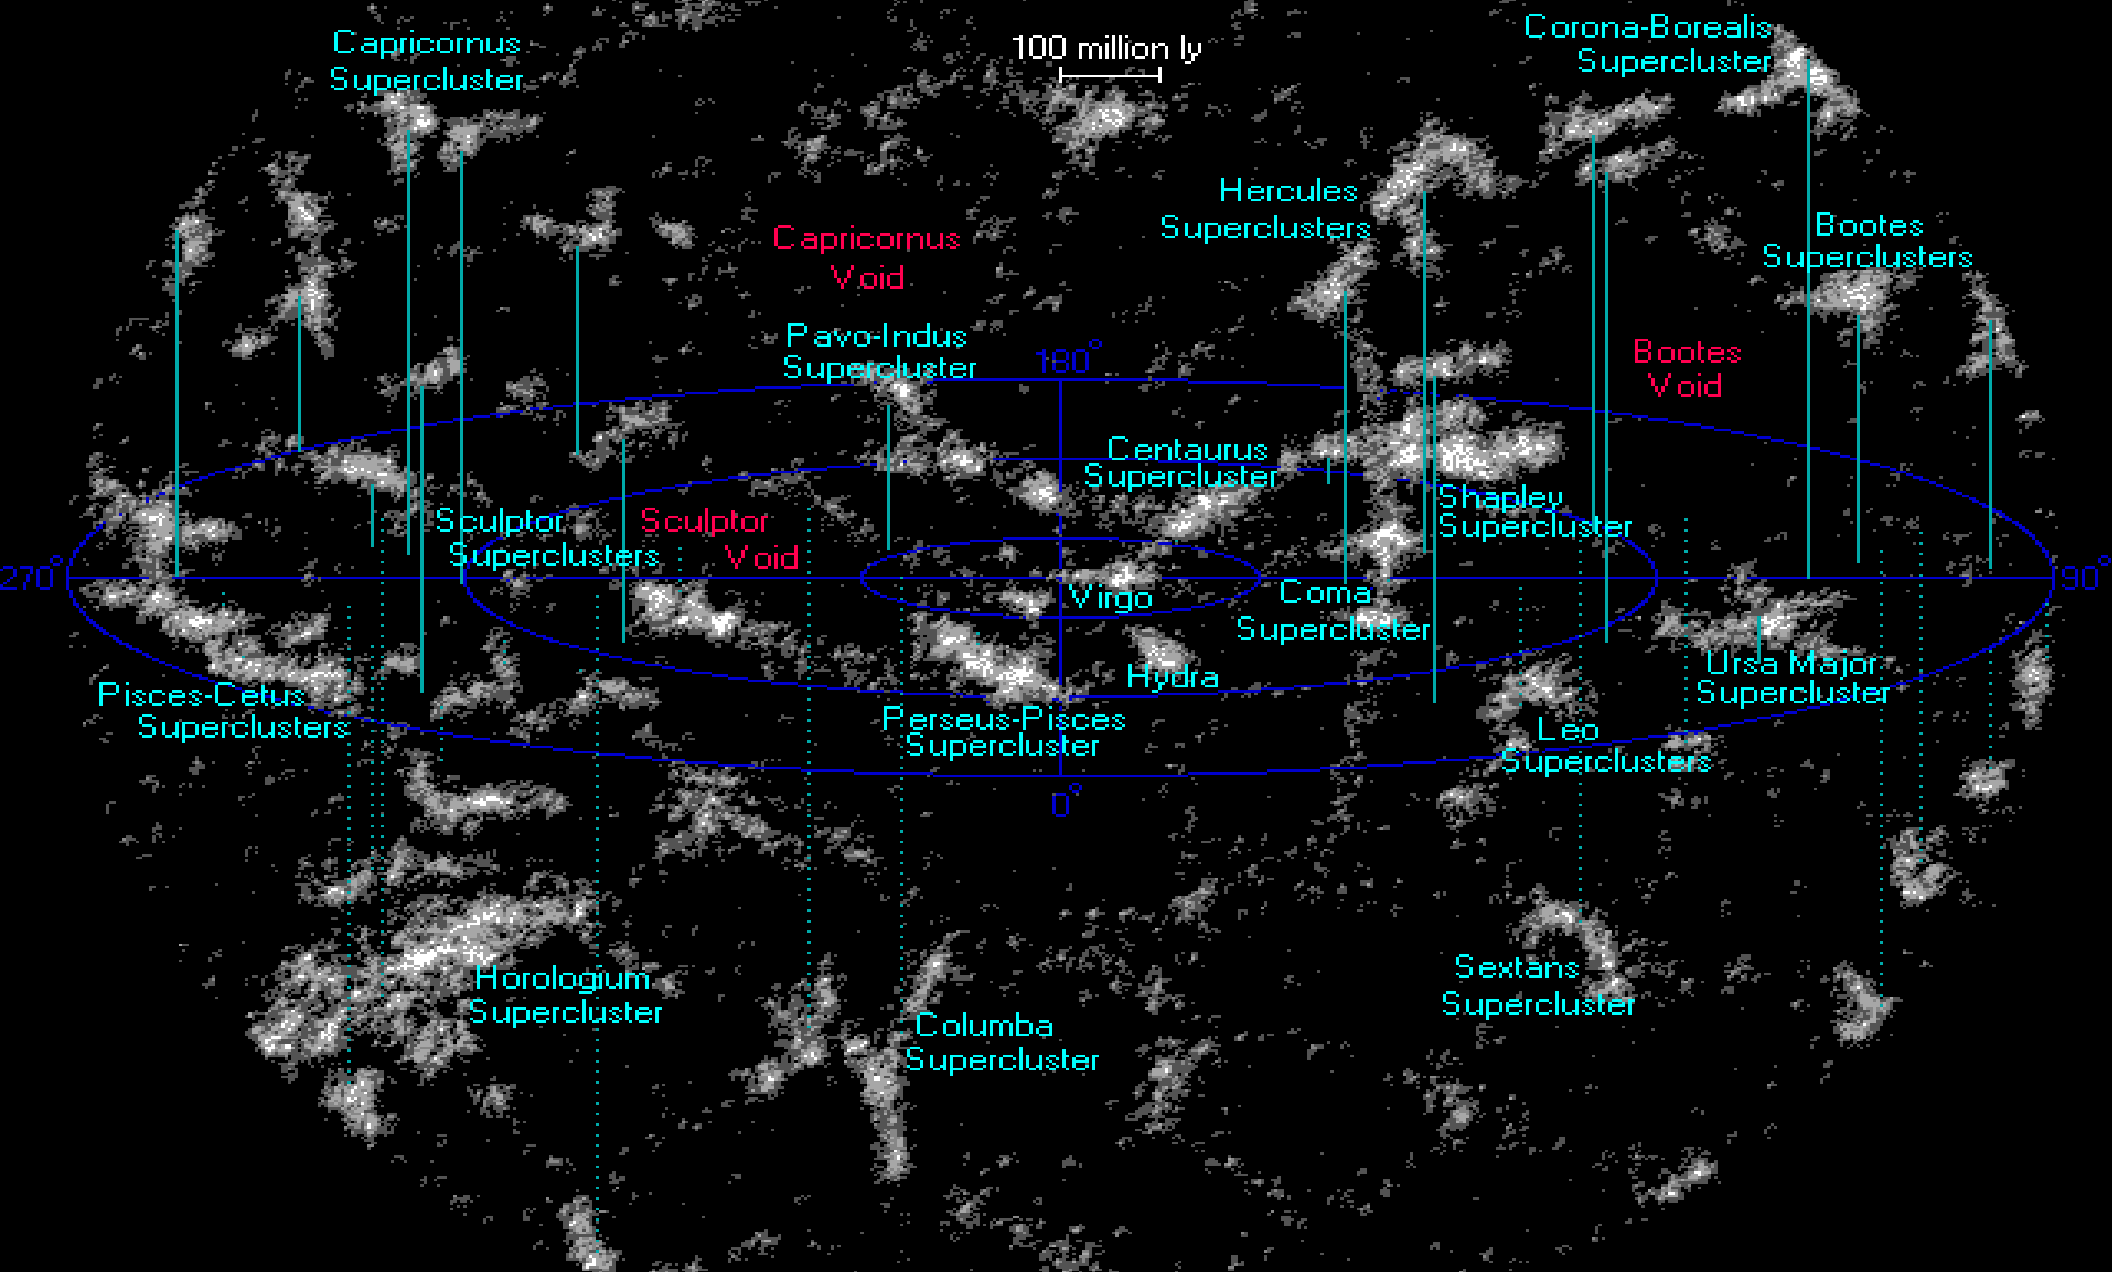 Capricornus
Supercluster
100 million ly
Corona-Borealis
Supercluster
Hercules
Superclusters
Bootes
Superclusters
Capricornus
Void
Pavo-Indus
Supercluster
180°
Bootes
Void
Centaurus
Supercluster
Shapley
Supercluster
Sculptor
Superclusters
Sculptor
Void
270°
90°
Virgo
Coma
Supercluster
Hydra
Ursa Major
Supercluster
Pisces-Cetus
Superclusters
Perseus-Pisces
Supercluster
Leo
Superclusters
0°
Horologium
Supercluster
Sextans
Supercluster
Columba
Supercluster